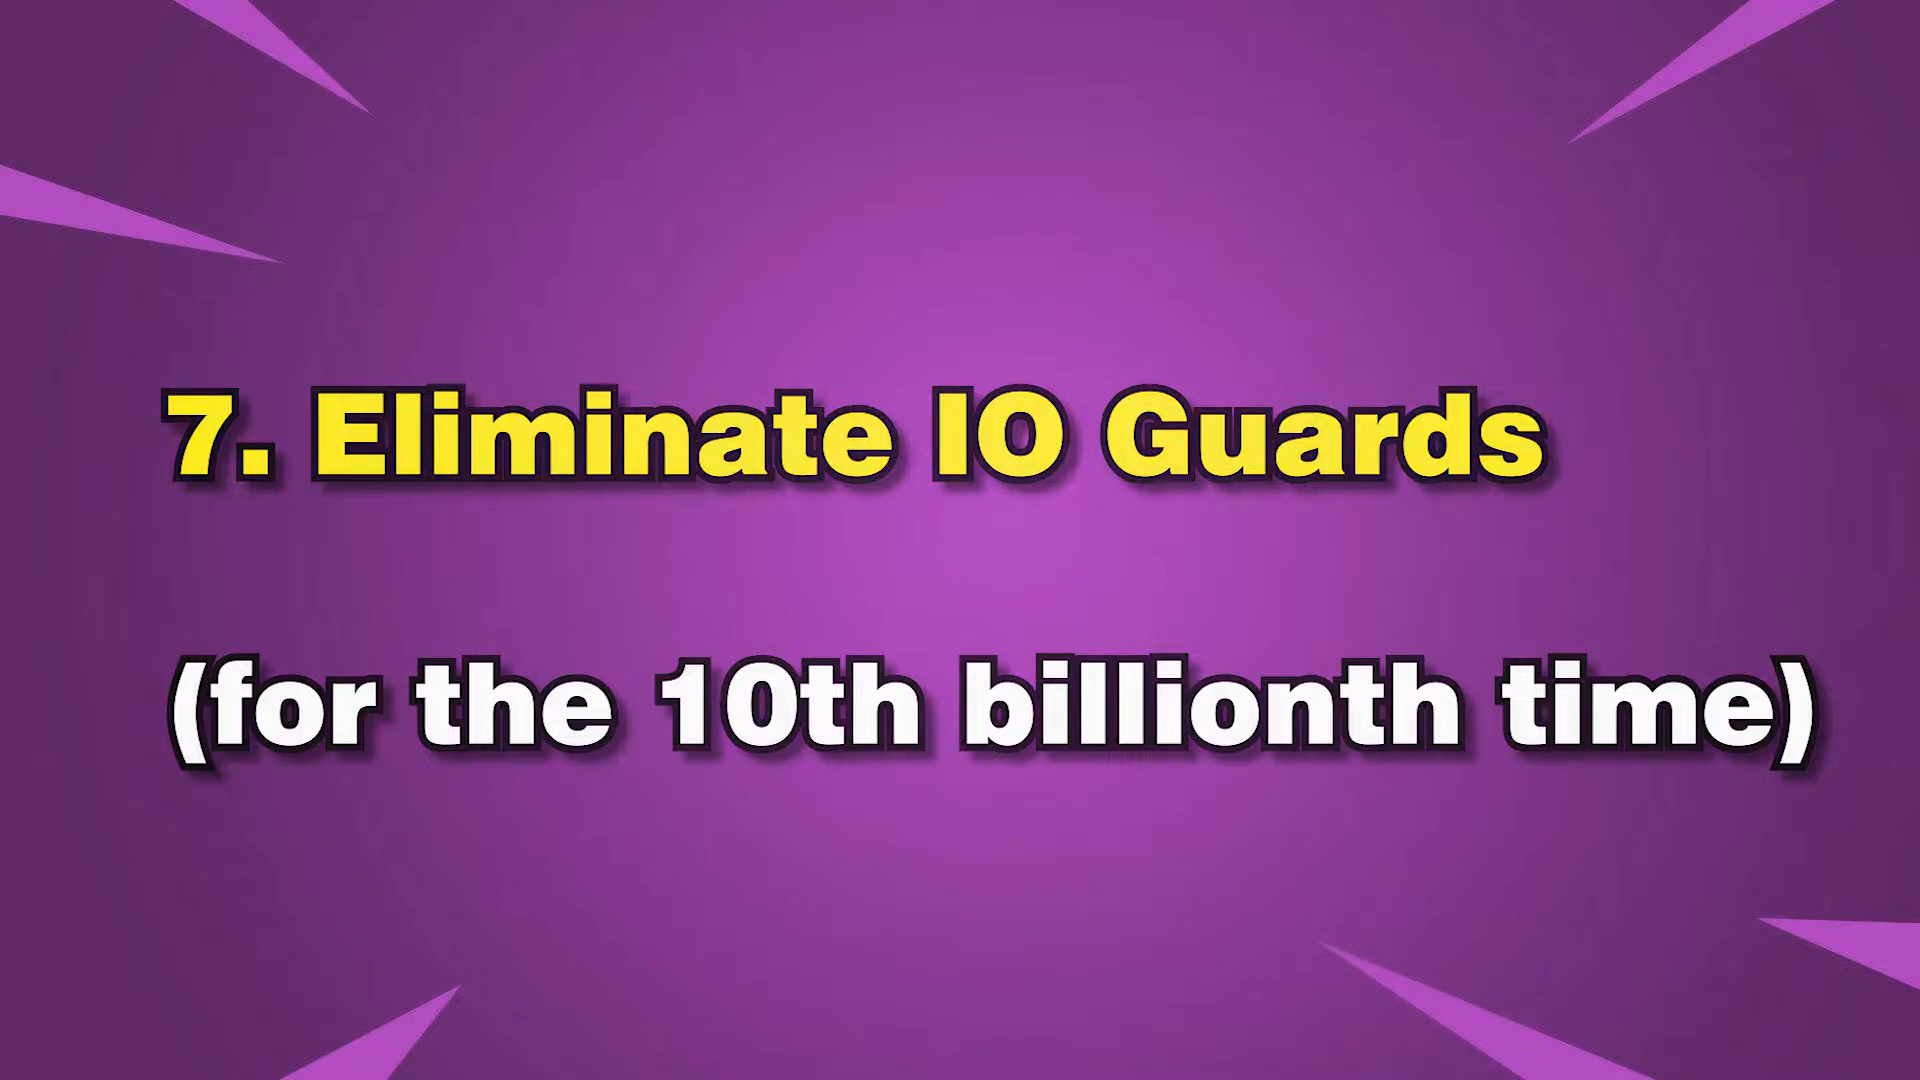 7. Eliminate IO Guards
(for the 10th billionth time)